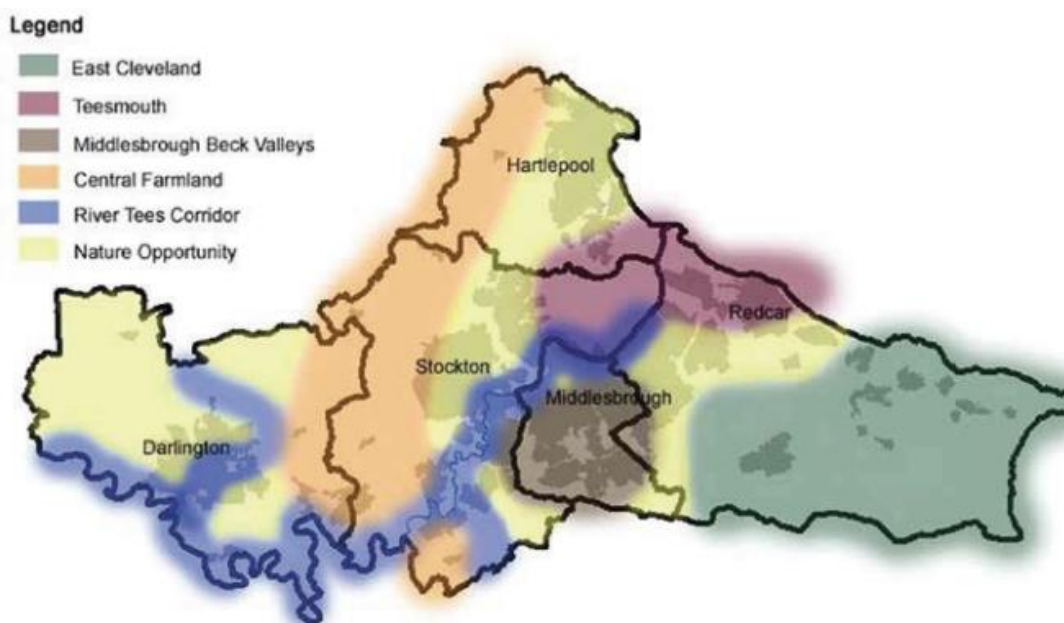 Legend
East Cleveland
Teesmouth
Middlesbrough Beck Valleys
Central Farmland
River Tees Corridor
Nature Opportunity
Hartlepool
Redcar
Stockton
Middlesbrough
Darlington